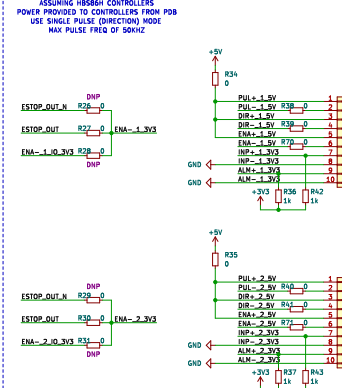 ASSUMING HBS86H CONTROLLERS
POWER PROVIDED TO CONTROLLERS FROM PDB
USE SINGLE PULSE (DIRECTION) MODE
MAX PULSE FREQ OF 50KHZ
+5V
R34
0
DNP
ESTOP_OUT_N R26 0
ESTOP_OUT R27 0 ENA-_1_3V3
ENA-_1_IO_3V3 R28 0
DNP
PUL+_1_5V 1
PUL-_1_5V R38 0 2
DIR+_1_5V 3
DIR-_1_5V R39 0 4
ENA+_1_5V 5
ENA-_1_5V R70 0 6
INP+_1_3V3 7
GND INP-_1_3V3 8
ALM+_1_3V3 9
GND ALM-_1_3V3 10
+3V3 R36 R42
1k 1k
+5V
R35
0
DNP
ESTOP_OUT_N R29 0
ESTOP_OUT R30 0 ENA-_2_3V3
ENA-_2_IO_3V3 R31 0
DNP
PUL+_2_5V 1
PUL-_2_5V R40 0 2
DIR+_2_5V 3
DIR-_2_5V R41 0 4
ENA+_2_5V 5
ENA-_2_5V R71 0 6
INP+_2_3V3 7
GND INP-_2_3V3 8
ALM+_2_3V3 9
GND ALM-_2_3V3 10
+3V3 R37 R43
1k 1k